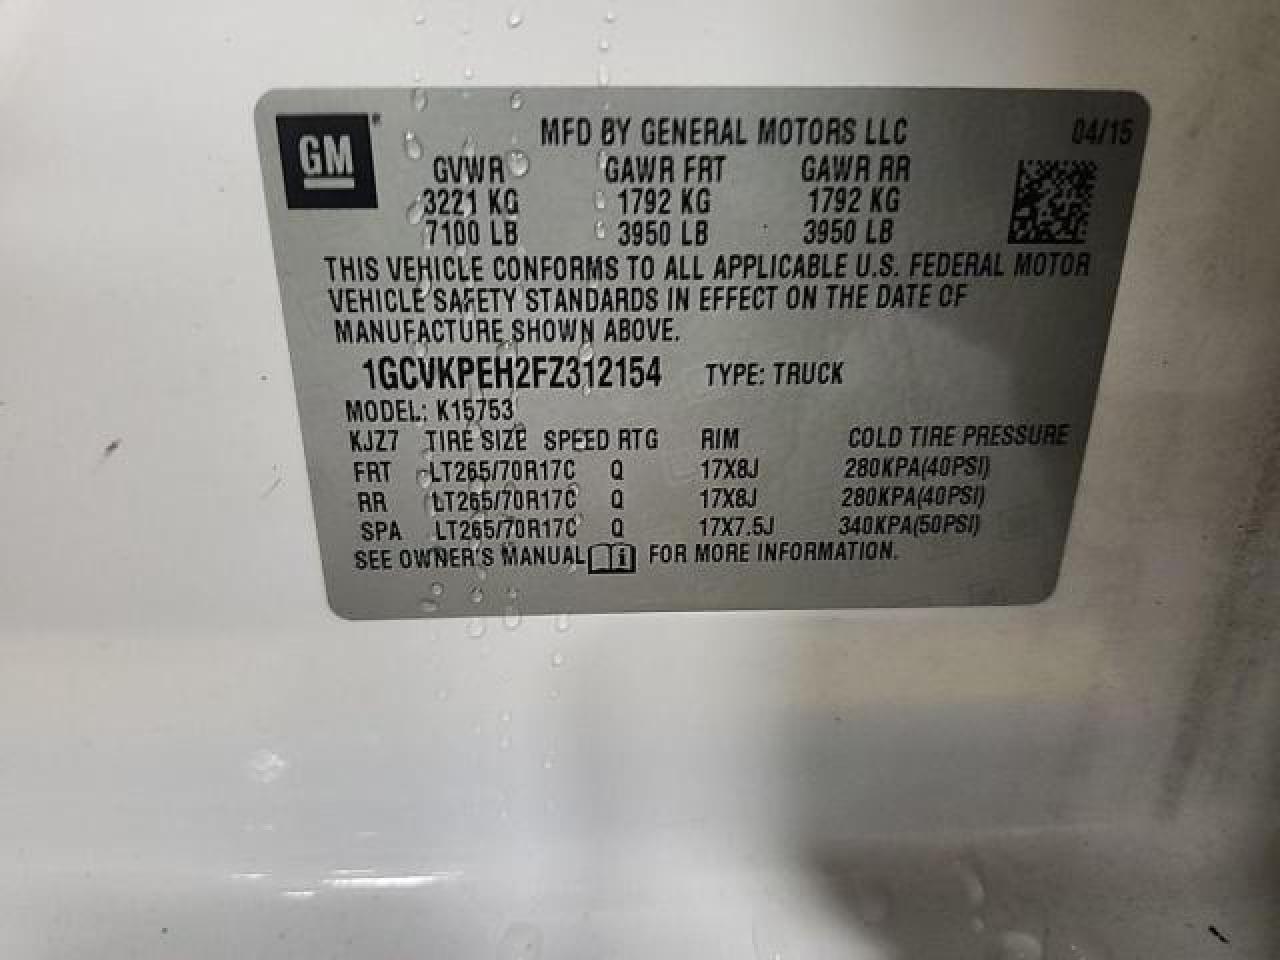 GM
MFD BY GENERAL MOTORS LLC 04/15
GVWR GAWR FRT GAWR RR
3221 KG 1792 KG 1792 KG
7100 LB 3950 LB 3950 LB
THIS VEHICLE CONFORMS TO ALL APPLICABLE U.S. FEDERAL MOTOR
VEHICLE SAFETY STANDARDS IN EFFECT ON THE DATE OF
MANUFACTURE SHOWN ABOVE.
1GCVKPEH2FZ312154 TYPE: TRUCK
MODEL: K15753
KJZ7 TIRE SIZE SPEED RTG RIM COLD TIRE PRESSURE
FRT LT265/70R17C Q 17X8J 280KPA(40PSI)
RR LT265/70R17C Q 17X8J 280KPA(40PSI)
SPA LT265/70R17C Q 17X7.5J 340KPA(50PSI)
SEE OWNER'S MANUAL FOR MORE INFORMATION.